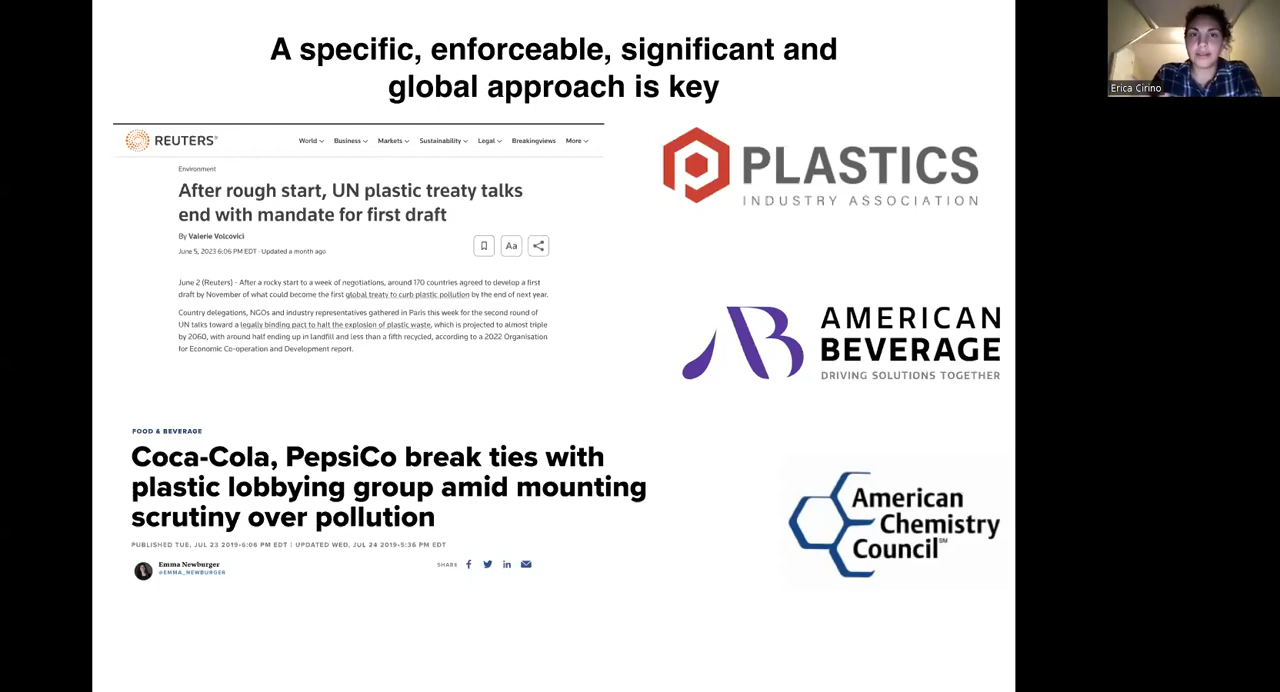 A specific, enforceable, significant and
global approach is key
REUTERS®
World
Business
Markets
Sustainability
Legal
Breakingviews
More
Environment
After rough start, UN plastic treaty talks
end with mandate for first draft
By Valerie Volcovici
June 5, 2023 6:06 PM EDT · Updated a month ago
Aa
June 2 (Reuters) - After a rocky start to a week of negotiations, around 170 countries agreed to develop a first
draft by November of what could become the first global treaty to curb plastic pollution by the end of next year.
Country delegations, NGOs and industry representatives gathered in Paris this week for the second round of
UN talks toward a legally binding pact to halt the explosion of plastic waste, which is projected to almost triple
by 2060, with around half ending up in landfill and less than a fifth recycled, according to a 2022 Organisation
for Economic Co-operation and Development report.
PLASTICS
INDUSTRY ASSOCIATION
AB
AMERICAN
BEVERAGE
DRIVING SOLUTIONS TOGETHER
FOOD & BEVERAGE
Coca-Cola, PepsiCo break ties with
plastic lobbying group amid mounting
scrutiny over pollution
PUBLISHED TUE, JUL 23 2019·6:06 PM EDT | UPDATED WED, JUL 24 2019·5:36 PM EDT
Emma Newburger
@EMMA_NEWBURGER
SHARE
American
Chemistry
Council℠
Erica Cirino